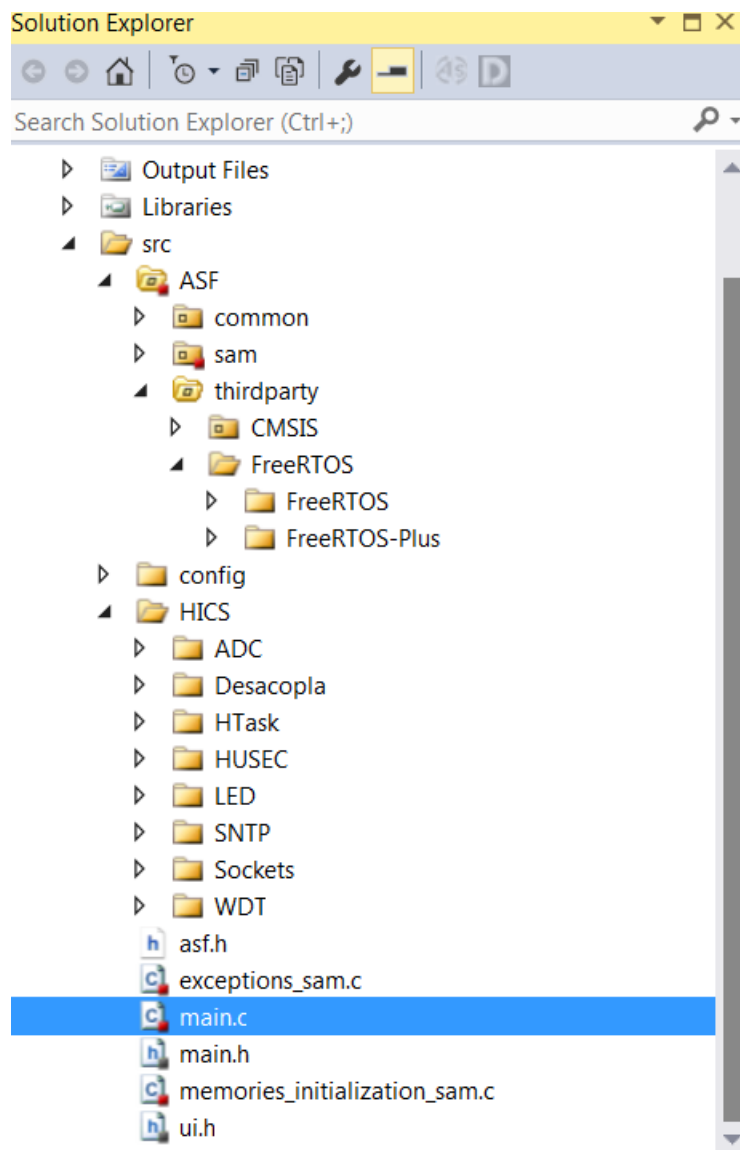 Solution Explorer
Search Solution Explorer (Ctrl+;)
Output Files
Libraries
src
ASF
common
sam
thirdparty
CMSIS
FreeRTOS
FreeRTOS
FreeRTOS-Plus
config
HICS
ADC
Desacopla
HTask
HUSEC
LED
SNTP
Sockets
WDT
asf.h
exceptions_sam.c
main.c
main.h
memories_initialization_sam.c
ui.h